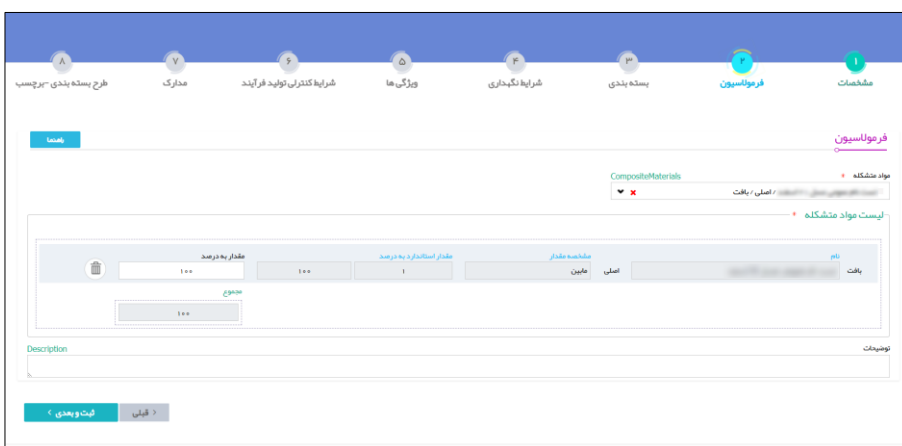 ۱ ۲ ۳ ۴ ۵ ۶ ۷ ۸
مشخصات فرمولاسیون بسته بندی شرایط نگهداری ویژگی ها شرایط کنترلی تولید فرآیند مدارک طرح بسته بندی -برچسب
فرمولاسیون
راهنما
مواد متشکله * CompositeMaterials
/ اصلی / بافت
لیست مواد متشکله *
نام مشخصه مقدار مقدار استاندارد به درصد مقدار به درصد
بافت اصلی مابین ۱ ۱۰۰ ۱۰۰
مجموع
۱۰۰
توضیحات Description
< قبلی ثبت و بعدی >